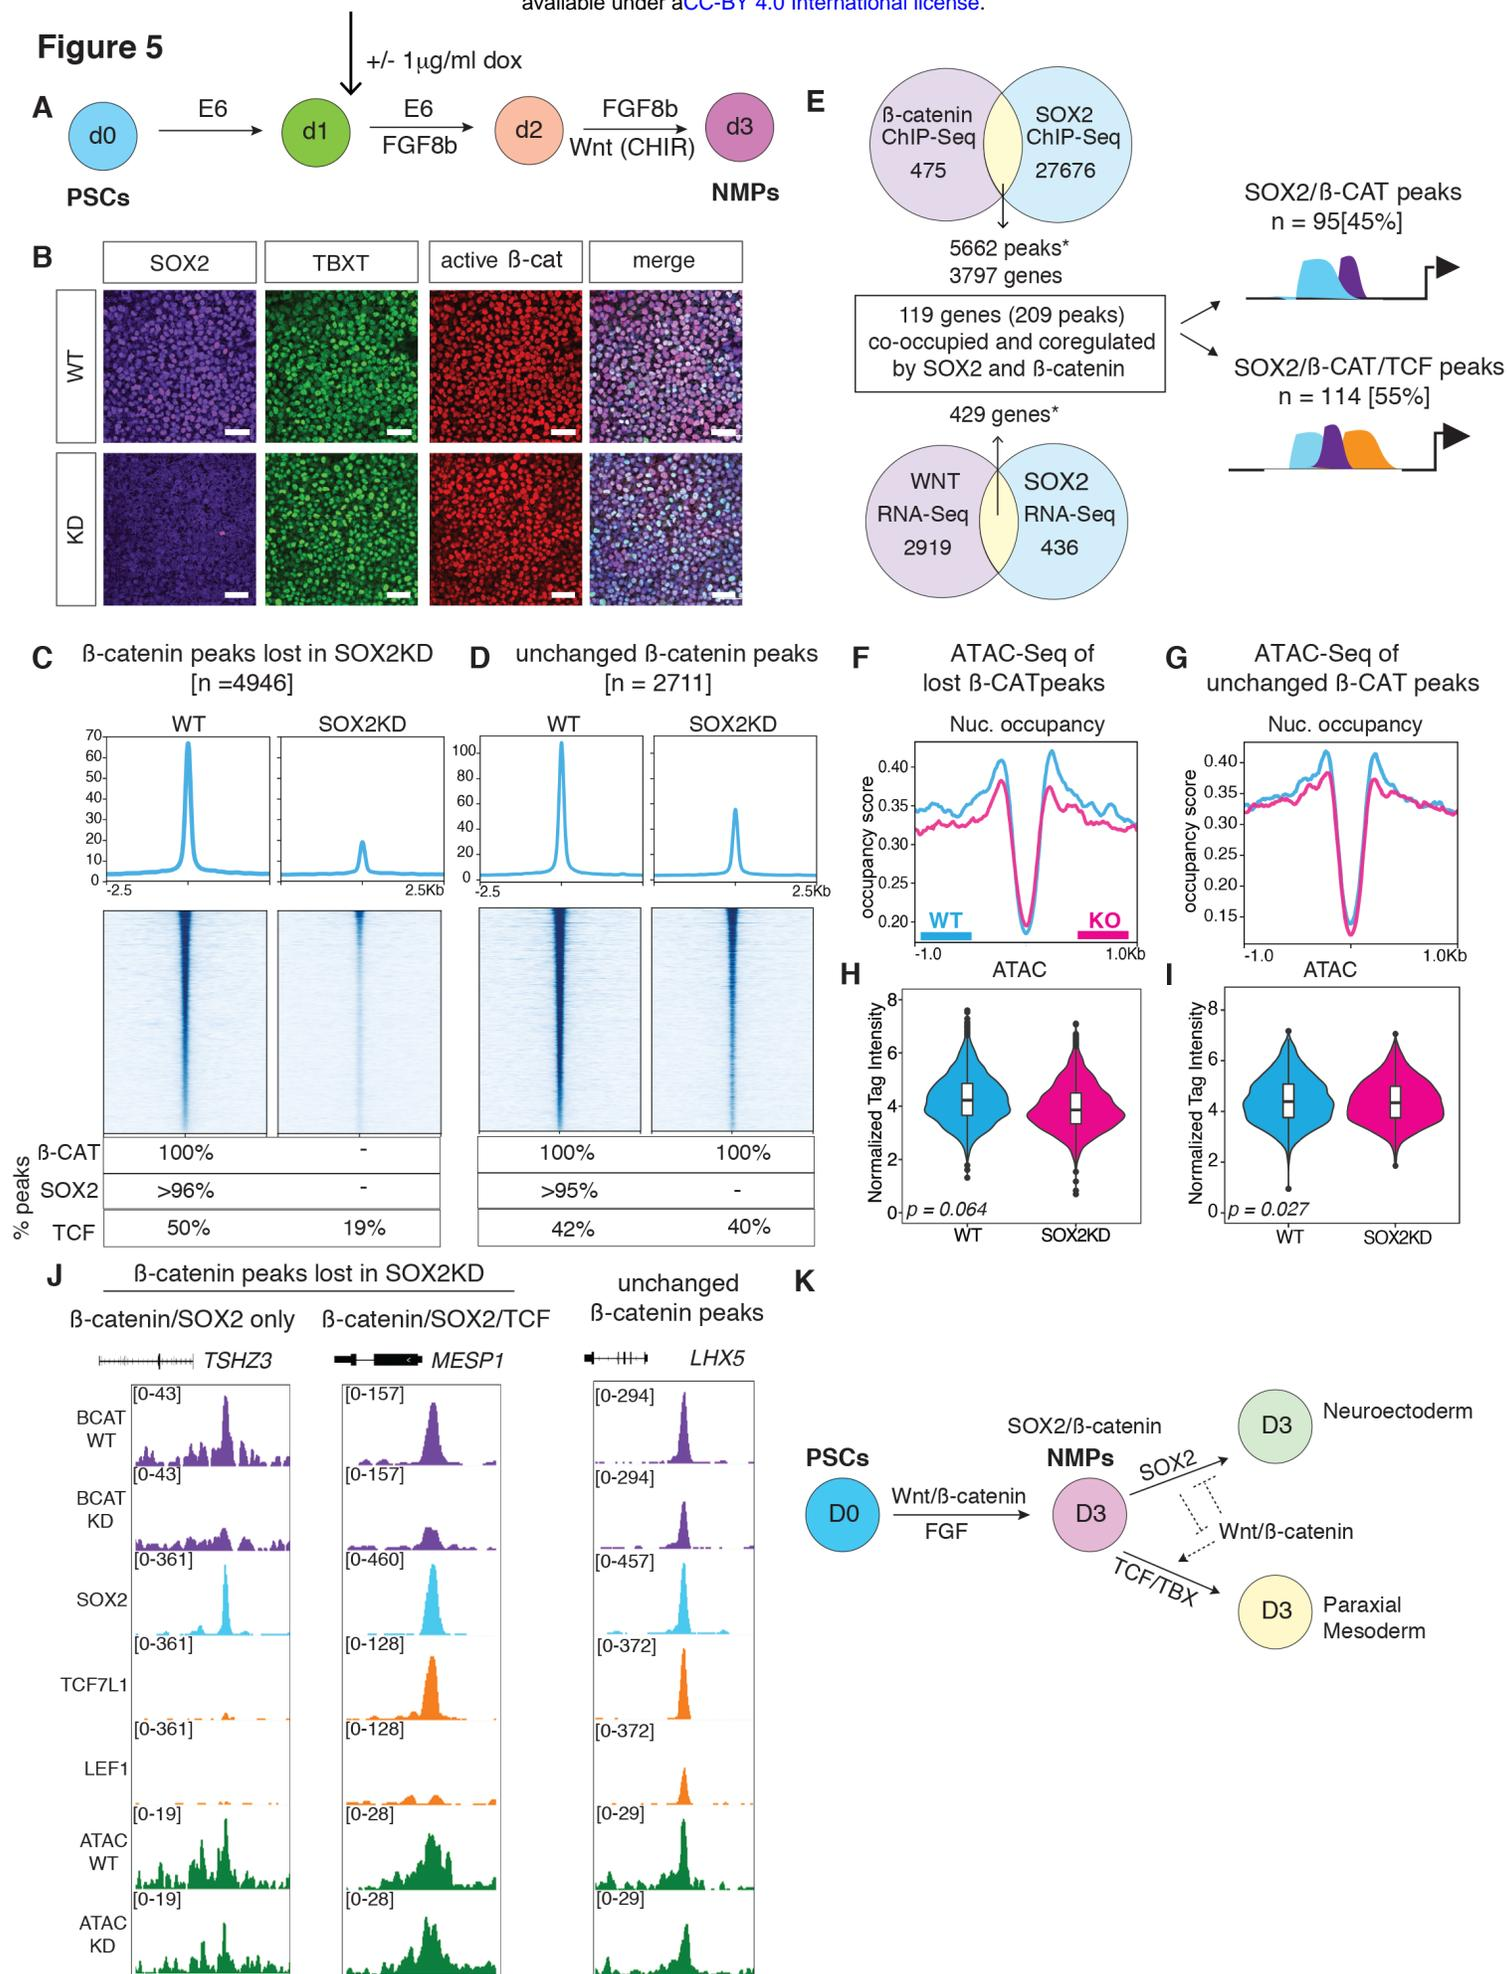 available under aCC-BY 4.0 International license.
Figure 5
+/- 1µg/ml dox
A
d0
E6
d1
E6
FGF8b
d2
FGF8b
Wnt (CHIR)
d3
PSCs
NMPs
B
SOX2
TBXT
active ß-cat
merge
WT
KD
E
ß-catenin
ChIP-Seq
475
SOX2
ChIP-Seq
27676
5662 peaks*
3797 genes
119 genes (209 peaks)
co-occupied and coregulated
by SOX2 and ß-catenin
429 genes*
WNT
RNA-Seq
2919
SOX2
RNA-Seq
436
SOX2/ß-CAT peaks
n = 95[45%]
SOX2/ß-CAT/TCF peaks
n = 114 [55%]
C
ß-catenin peaks lost in SOX2KD
[n =4946]
WT
SOX2KD
70
60
50
40
30
20
10
0
-2.5
2.5Kb
D
unchanged ß-catenin peaks
[n = 2711]
WT
SOX2KD
100
80
60
40
20
0
-2.5
2.5Kb
% peaks
ß-CAT
100%
-
100%
100%
SOX2
>96%
-
>95%
-
TCF
50%
19%
42%
40%
F
ATAC-Seq of
lost ß-CATpeaks
Nuc. occupancy
occupancy score
0.40
0.35
0.30
0.25
0.20
WT
KO
-1.0
1.0Kb
G
ATAC-Seq of
unchanged ß-CAT peaks
Nuc. occupancy
occupancy score
0.40
0.35
0.30
0.25
0.20
0.15
-1.0
1.0Kb
H
ATAC
Normalized Tag Intensity
8
6
4
2
0
p = 0.064
WT
SOX2KD
I
ATAC
Normalized Tag Intensity
8
6
4
2
0
p = 0.027
WT
SOX2KD
J
ß-catenin peaks lost in SOX2KD
unchanged
ß-catenin peaks
ß-catenin/SOX2 only
ß-catenin/SOX2/TCF
TSHZ3
MESP1
LHX5
BCAT
WT
[0-43]
[0-157]
[0-294]
BCAT
KD
[0-43]
[0-157]
[0-294]
SOX2
[0-361]
[0-460]
[0-457]
TCF7L1
[0-361]
[0-128]
[0-372]
LEF1
[0-361]
[0-128]
[0-372]
ATAC
WT
[0-19]
[0-28]
[0-29]
ATAC
KD
[0-19]
[0-28]
[0-29]
K
PSCs
D0
Wnt/ß-catenin
FGF
SOX2/ß-catenin
NMPs
D3
SOX2
D3
Neuroectoderm
Wnt/ß-catenin
TCF/TBX
D3
Paraxial
Mesoderm